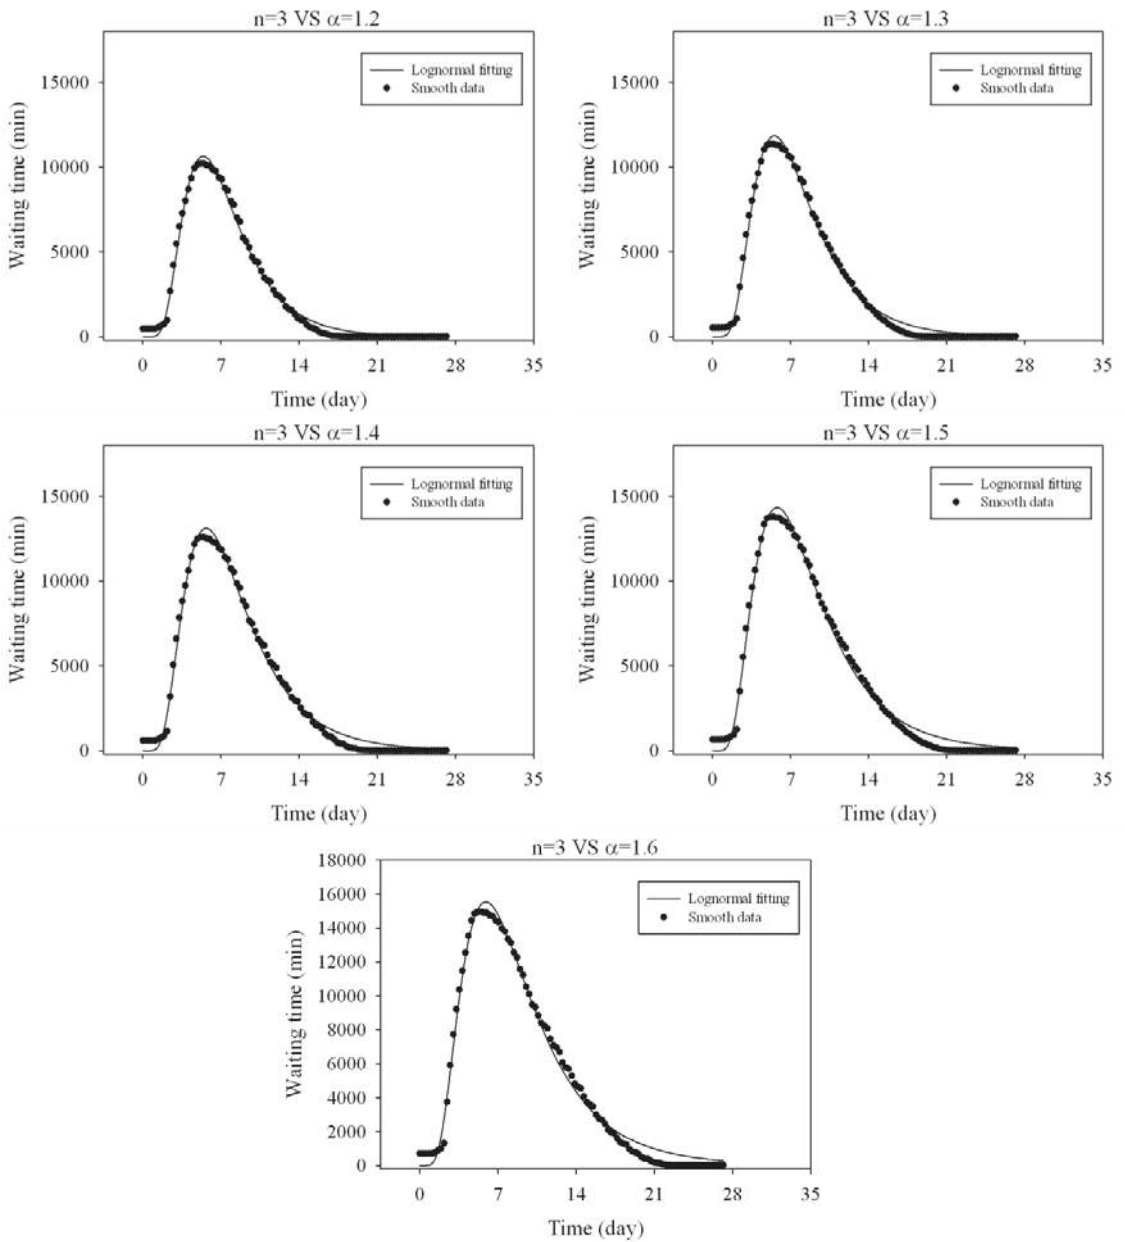 n=3 VS α=1.2
Lognormal fitting
Smooth data
Waiting time (min)
15000
10000
5000
0
0 7 14 21 28 35
Time (day)
n=3 VS α=1.3
Lognormal fitting
Smooth data
Waiting time (min)
15000
10000
5000
0
0 7 14 21 28 35
Time (day)
n=3 VS α=1.4
Lognormal fitting
Smooth data
Waiting time (min)
15000
10000
5000
0
0 7 14 21 28 35
Time (day)
n=3 VS α=1.5
Lognormal fitting
Smooth data
Waiting time (min)
15000
10000
5000
0
0 7 14 21 28 35
Time (day)
n=3 VS α=1.6
Lognormal fitting
Smooth data
Waiting time (min)
18000
16000
14000
12000
10000
8000
6000
4000
2000
0
0 7 14 21 28 35
Time (day)